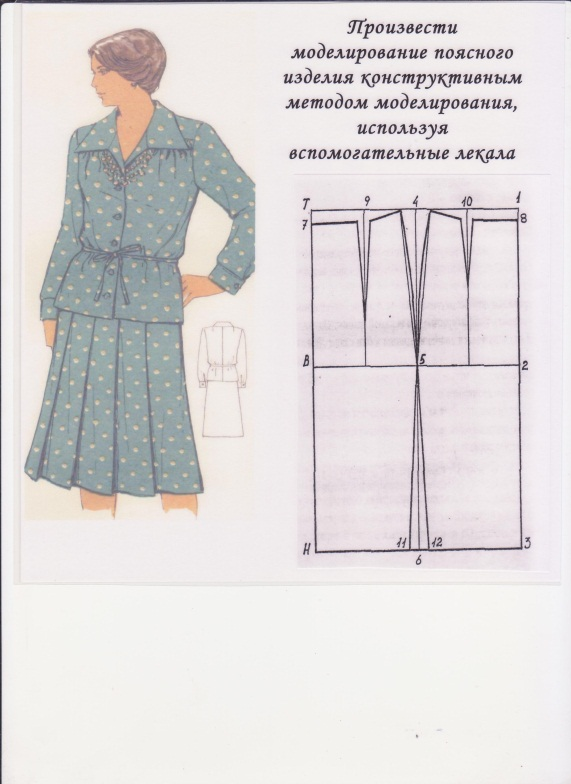 Произвести
моделирование поясного
изделия конструктивным
методом моделирования,
используя
вспомогательные лекала
Т 9 4 10 1
7 8
В 5 2
Н 11 12 3
6